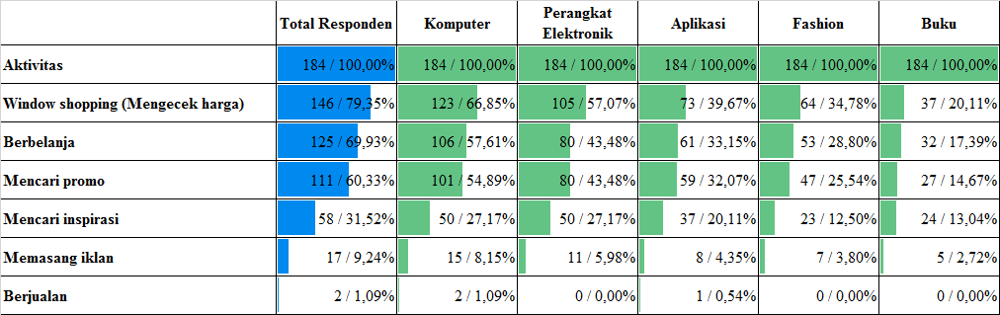 Total Responden Komputer Perangkat Elektronik Aplikasi Fashion Buku
Aktivitas 184 / 100,00% 184 / 100,00% 184 / 100,00% 184 / 100,00% 184 / 100,00% 184 / 100,00%
Window shopping (Mengecek harga) 146 / 79,35% 123 / 66,85% 105 / 57,07% 73 / 39,67% 64 / 34,78% 37 / 20,11%
Berbelanja 125 / 69,93% 106 / 57,61% 80 / 43,48% 61 / 33,15% 53 / 28,80% 32 / 17,39%
Mencari promo 111 / 60,33% 101 / 54,89% 80 / 43,48% 59 / 32,07% 47 / 25,54% 27 / 14,67%
Mencari inspirasi 58 / 31,52% 50 / 27,17% 50 / 27,17% 37 / 20,11% 23 / 12,50% 24 / 13,04%
Memasang iklan 17 / 9,24% 15 / 8,15% 11 / 5,98% 8 / 4,35% 7 / 3,80% 5 / 2,72%
Berjualan 2 / 1,09% 2 / 1,09% 0 / 0,00% 1 / 0,54% 0 / 0,00% 0 / 0,00%